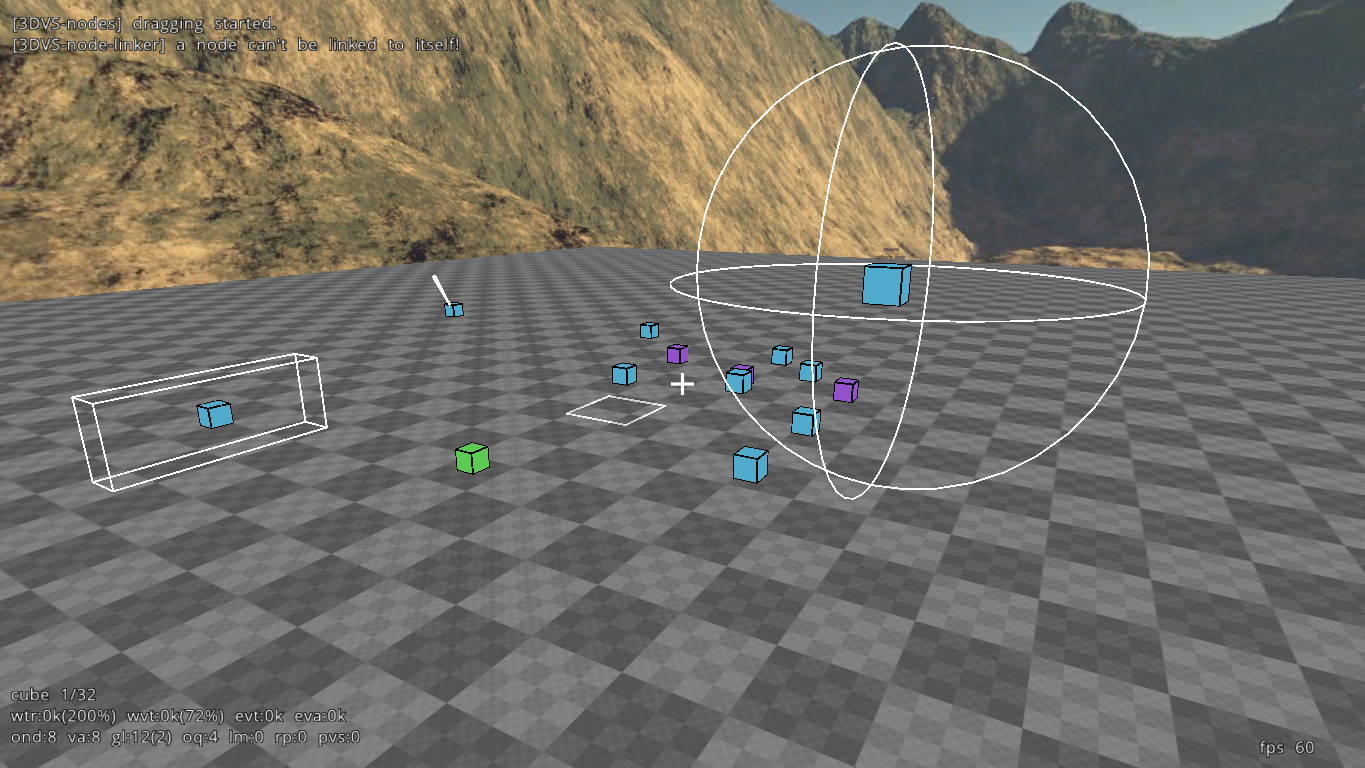 [3DVS-nodes] dragging started.
[3DVS-node-linker] a node can't be linked to itself!
cube 1/32
wtr:0k(200%) wvt:0k(72%) evt:0k eva:0k
ond:8 va:8 gl:12(2) oq:4 lm:0 rp:0 pvs:0
fps 60